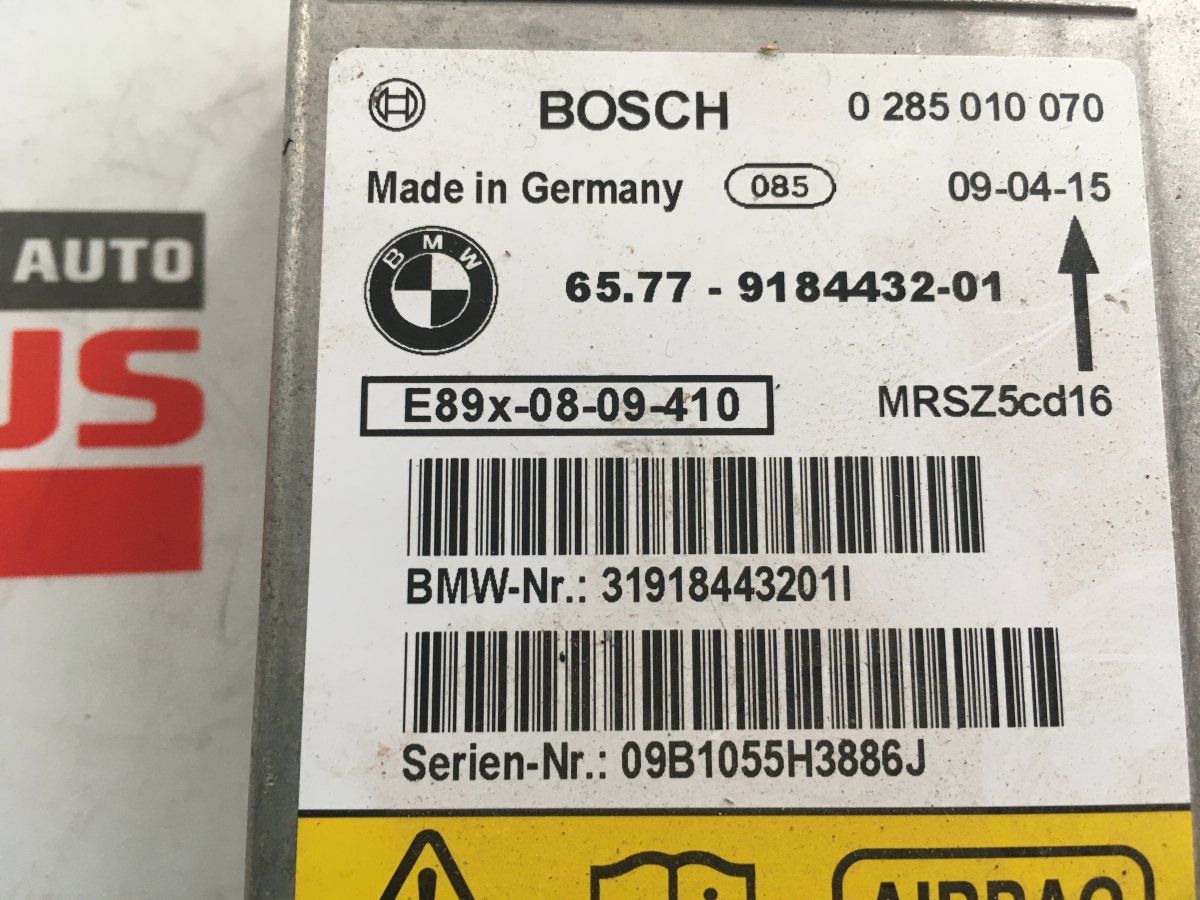 BOSCH 0 285 010 070
Made in Germany 085 09-04-15
BMW
65.77 - 9184432-01
E89x-08-09-410 MRSZ5cd16
BMW-Nr.: 31918443201I
Serien-Nr.: 09B1055H3886J
AIRBAG
AUTO
US